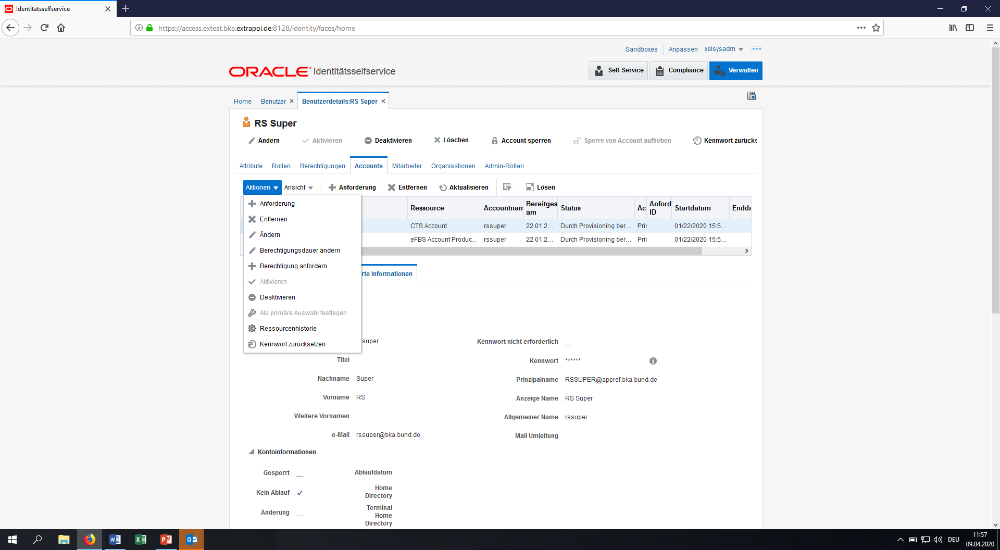 Identitätsselfservice
https://access.extest.bka.extrapol.de:8128/identity/faces/home
Sandboxes Anpassen xelsysadm
ORACLE Identitätsselfservice
Self-Service Compliance Verwalten
Home Benutzer Benutzerdetails:RS Super
RS Super
Ändern Aktivieren Deaktivieren Löschen Account sperren Sperre von Account aufheben Kennwort zurücks
Attribute Rollen Berechtigungen Accounts Mitarbeiter Organisationen Admin-Rollen
Aktionen Ansicht Anforderung Entfernen Aktualisieren Lösen
Anforderung
Entfernen
Ändern
Berechtigungsdauer ändern
Berechtigung anfordern
Aktivieren
Deaktivieren
Als primäre Auswahl festlegen
Ressourcenhistorie
Kennwort zurücksetzen
Ressource Accountnam Bereitges am Status Ac Anford ID Startdatum Endda
CTS Account rssuper 22.01.2... Durch Provisioning ber... Prin 01/22/2020 15:5...
eFBS Account Produc... rssuper 22.01.2... Durch Provisioning ber... Prin 01/22/2020 15:5...
rte Informationen
super
Titel
Nachname Super
Vorname RS
Weitere Vornamen
e-Mail rssuper@bka.bund.de
Kennwort nicht erforderlich
Kennwort ******
Prinzipalname RSSUPER@appref.bka.bund.de
Anzeige Name RS Super
Allgemeiner Name rssuper
Mail Umleitung
Kontoinformationen
Gesperrt
Kein Ablauf
Änderung
Ablaufdatum
Home
Directory
Terminal
Home
Directory
DEU
11:57
09.04.2020